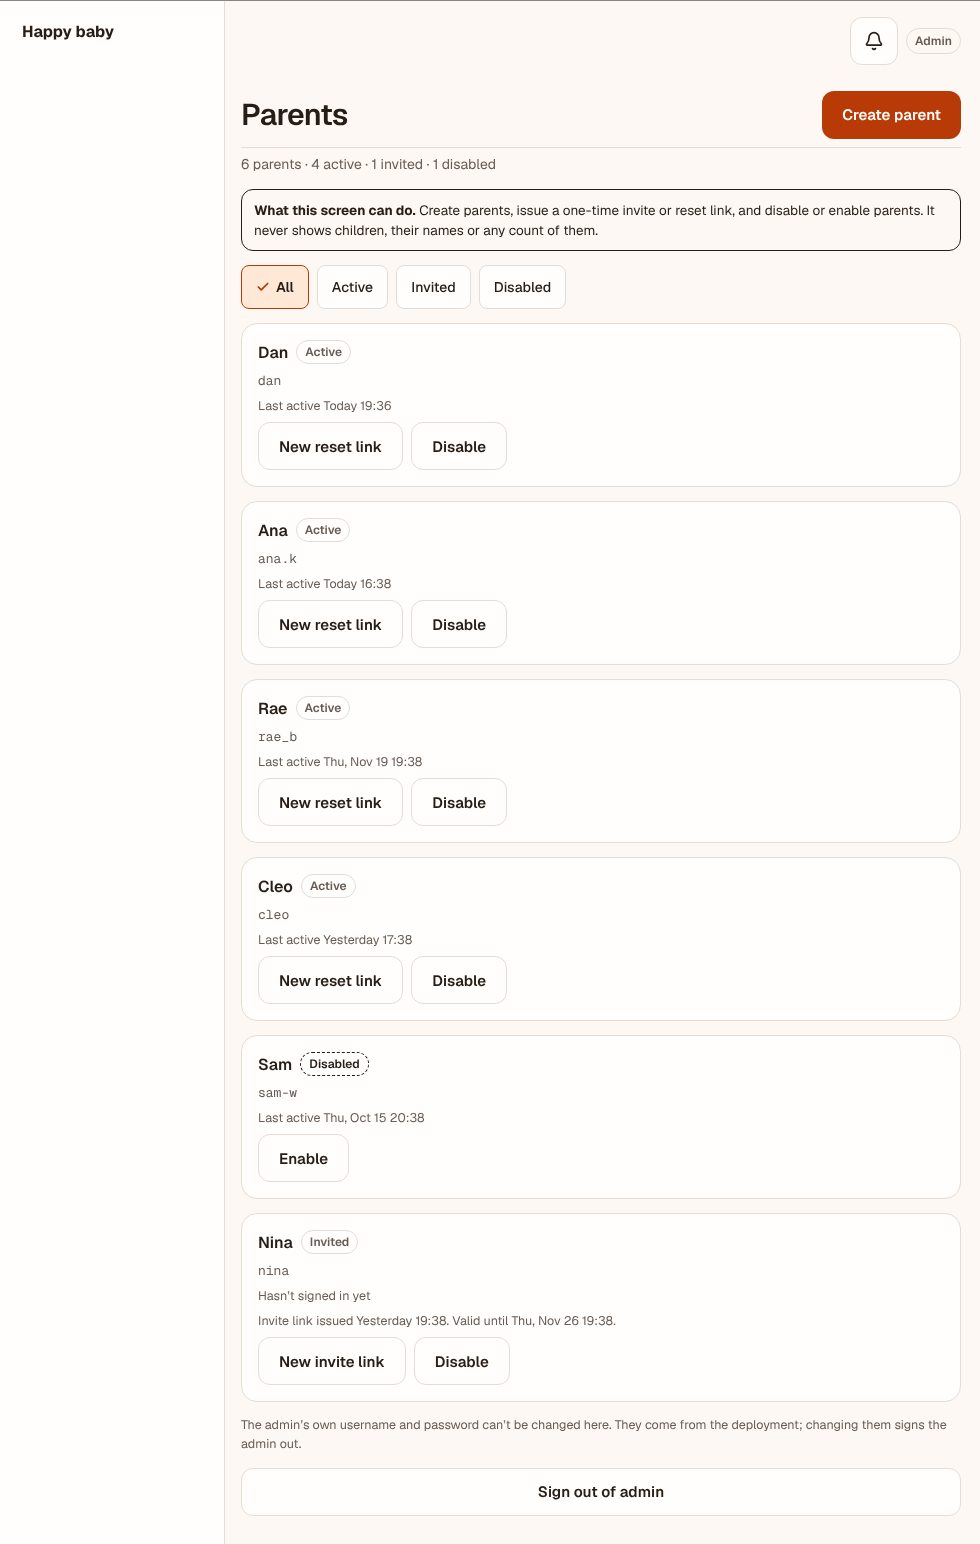 Happy baby
Admin
Parents
Create parent
6 parents · 4 active · 1 invited · 1 disabled
What this screen can do. Create parents, issue a one-time invite or reset link, and disable or enable parents. It
never shows children, their names or any count of them.
All
Active
Invited
Disabled
Dan
Active
dan
Last active Today 19:36
New reset link
Disable
Ana
Active
ana.k
Last active Today 16:38
New reset link
Disable
Rae
Active
rae_b
Last active Thu, Nov 19 19:38
New reset link
Disable
Cleo
Active
cleo
Last active Yesterday 17:38
New reset link
Disable
Sam
Disabled
sam-w
Last active Thu, Oct 15 20:38
Enable
Nina
Invited
nina
Hasn't signed in yet
Invite link issued Yesterday 19:38. Valid until Thu, Nov 26 19:38.
New invite link
Disable
The admin's own username and password can't be changed here. They come from the deployment; changing them signs the
admin out.
Sign out of admin